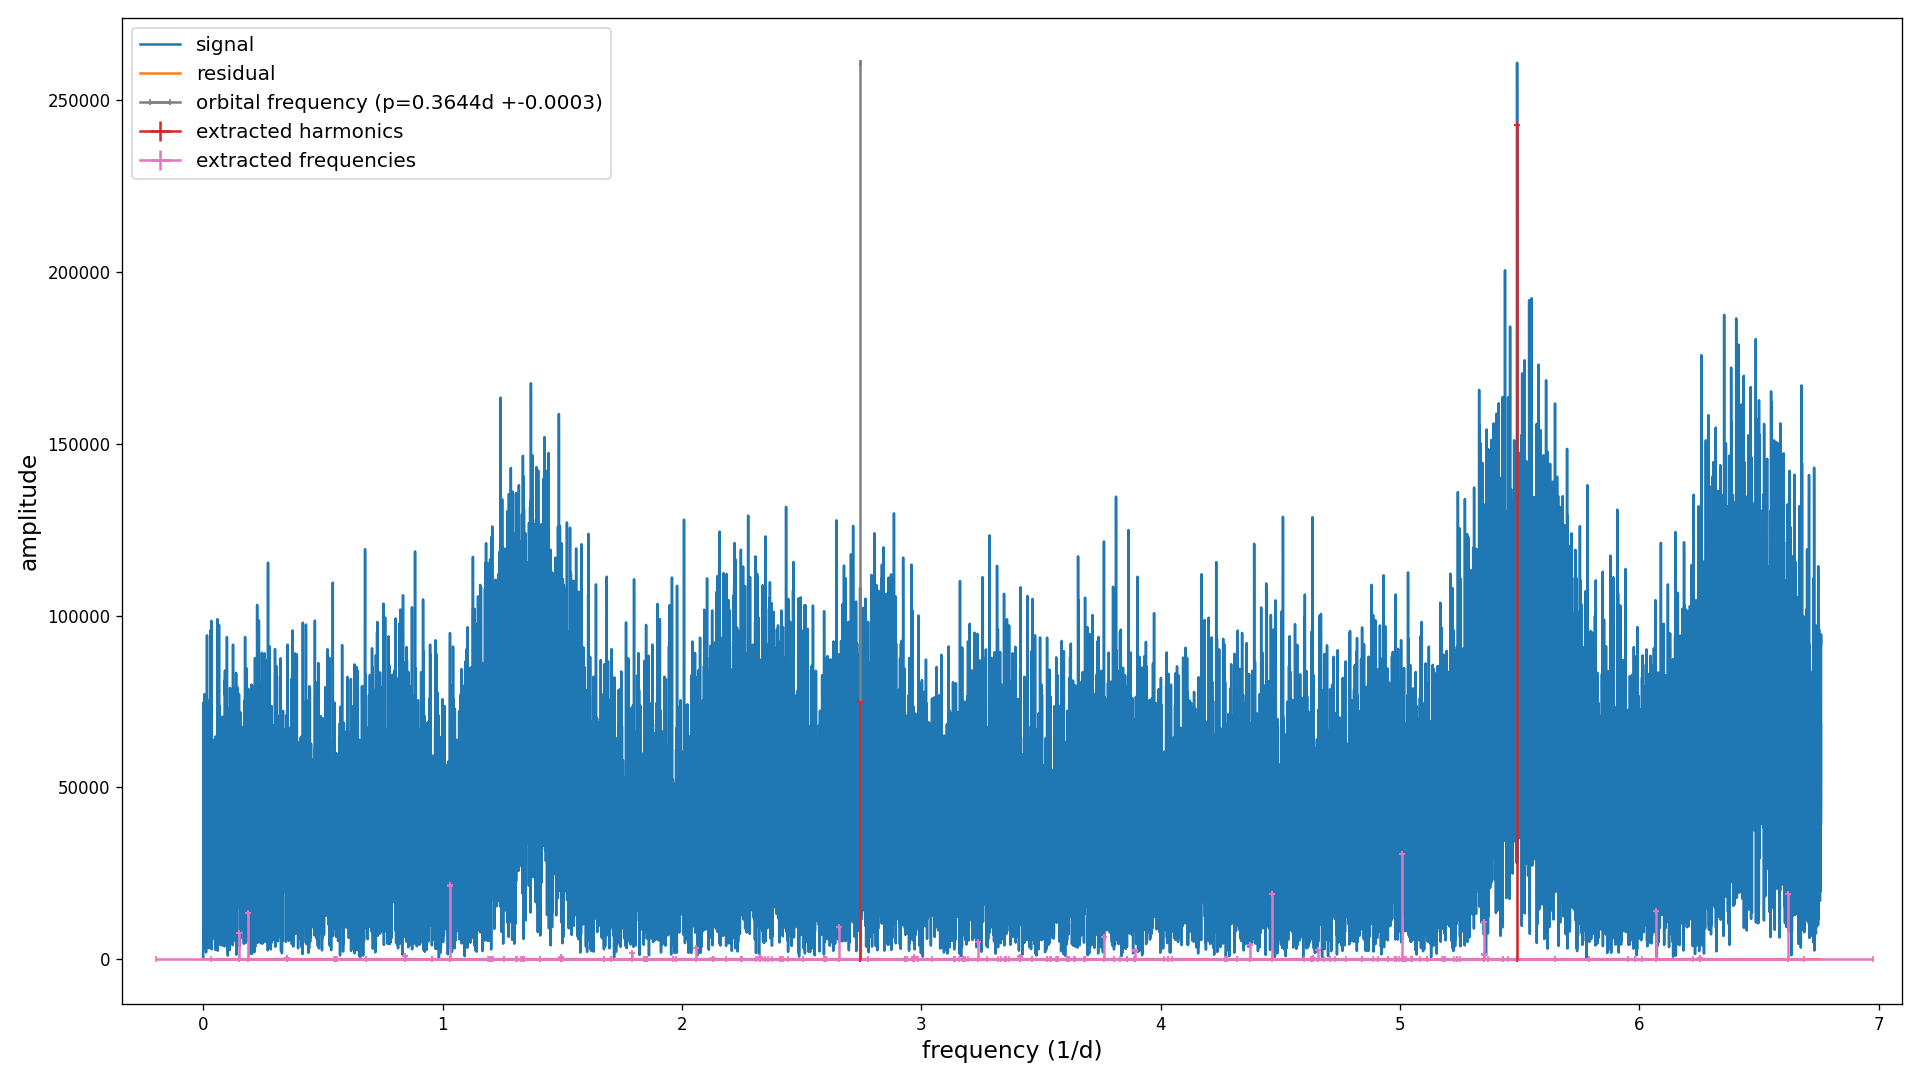 signal
residual
orbital frequency (p=0.3644d +-0.0003)
extracted harmonics
extracted frequencies
250000
200000
150000
100000
50000
0
amplitude
0 1 2 3 4 5 6 7
frequency (1/d)